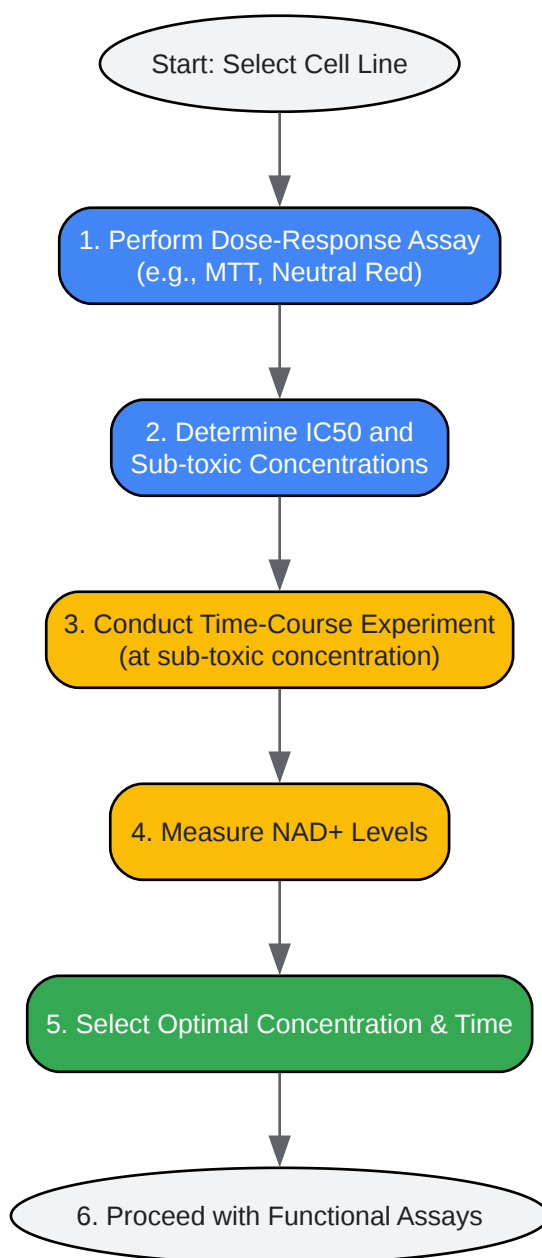 Start: Select Cell Line
1. Perform Dose-Response Assay
(e.g., MTT, Neutral Red)
2. Determine IC50 and
Sub-toxic Concentrations
3. Conduct Time-Course Experiment
(at sub-toxic concentration)
4. Measure NAD+ Levels
5. Select Optimal Concentration & Time
6. Proceed with Functional Assays